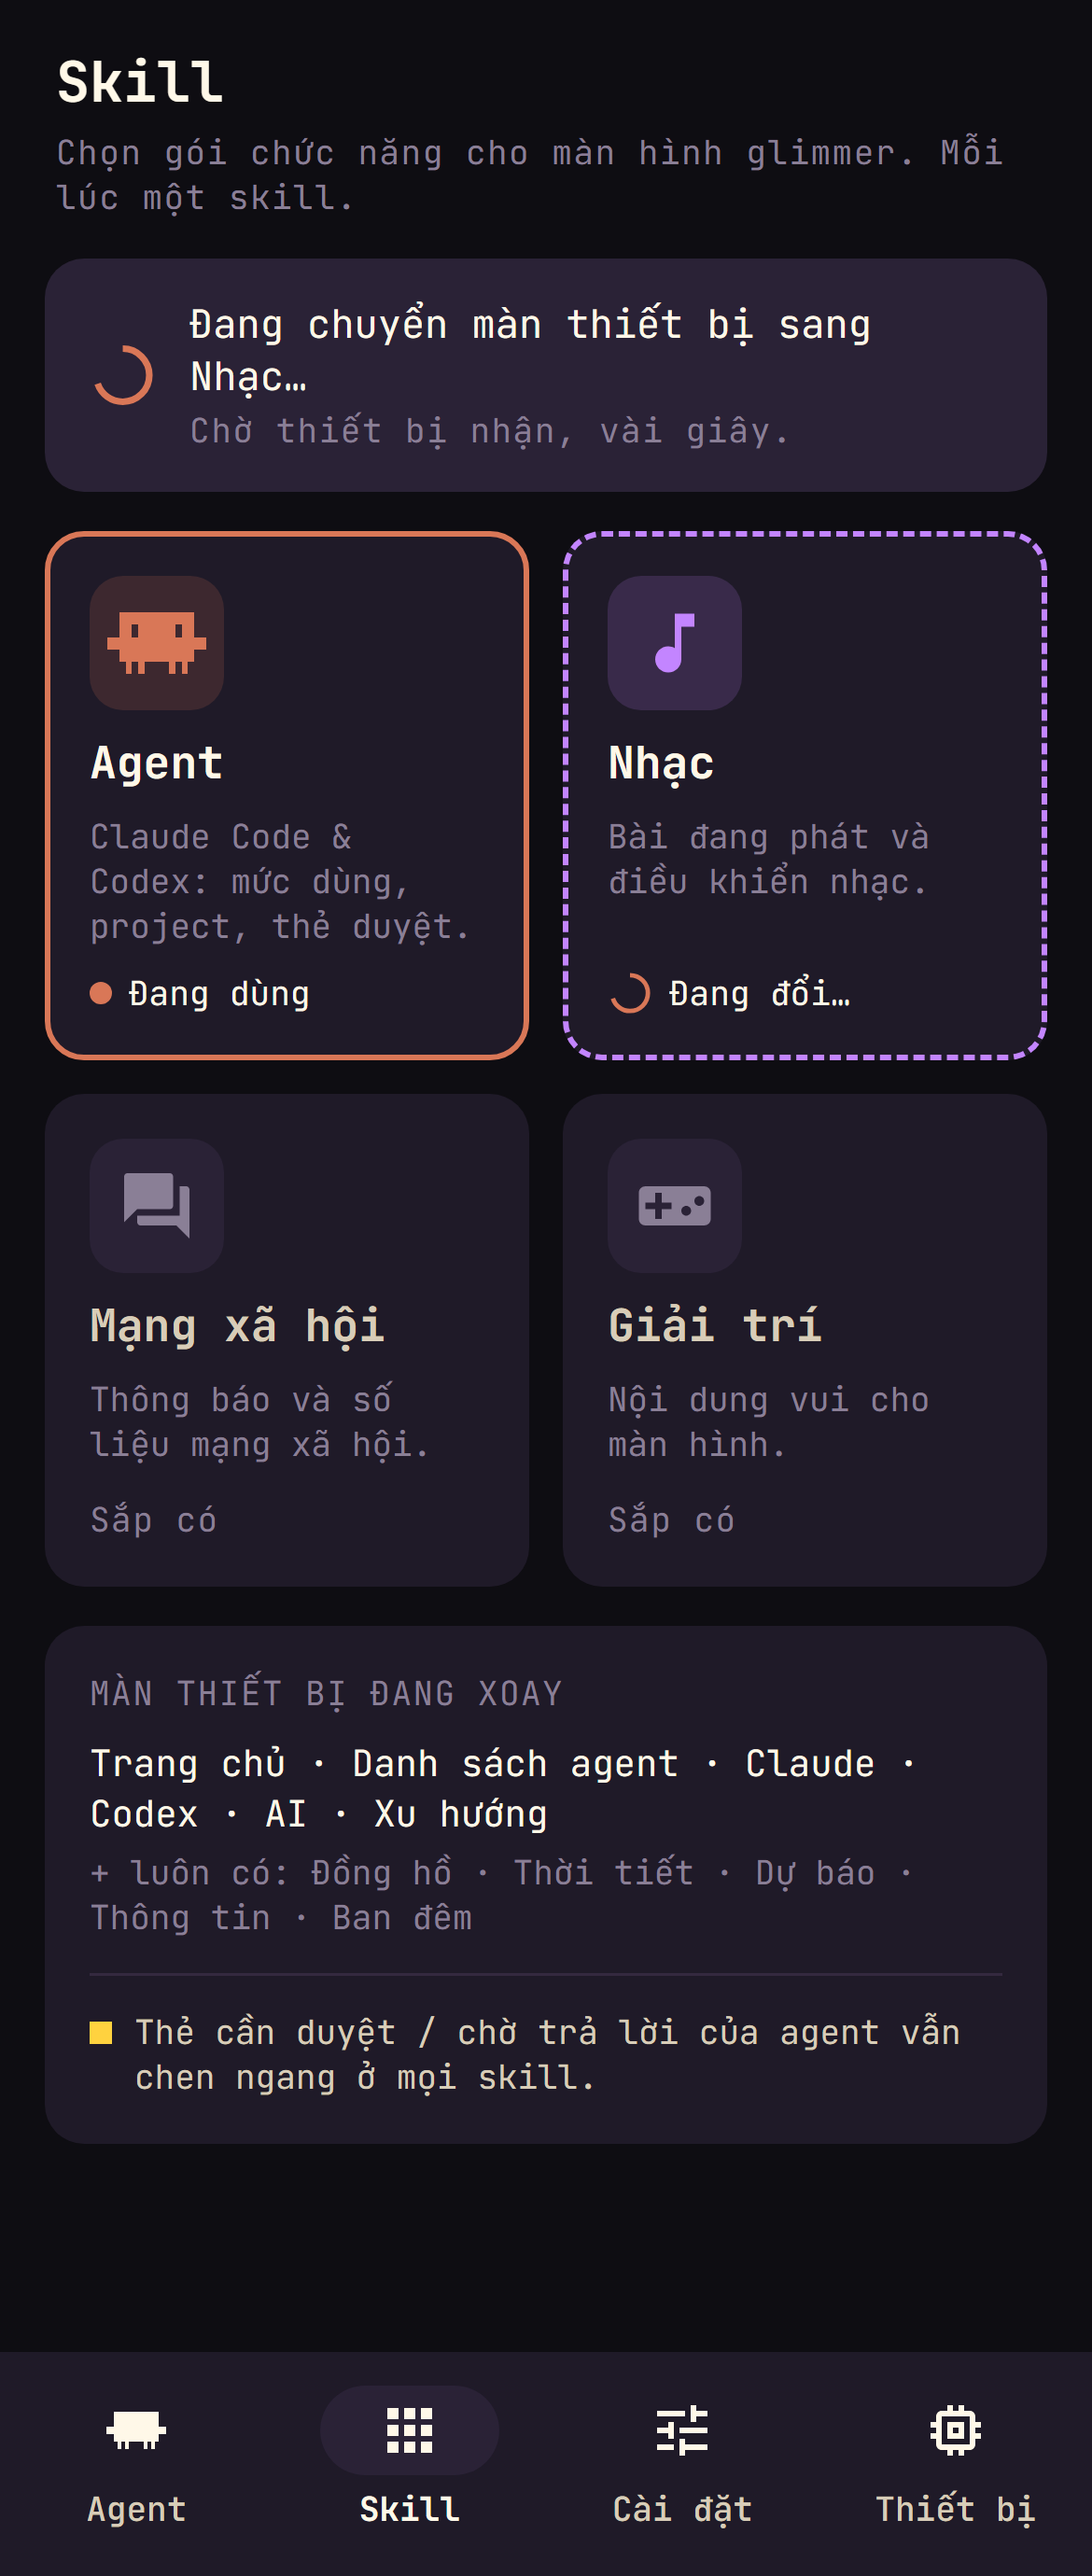 Skill
Chọn gói chức năng cho màn hình glimmer. Mỗi
lúc một skill.
Đang chuyển màn thiết bị sang
Nhạc…
Chờ thiết bị nhận, vài giây.
Agent
Claude Code &
Codex: mức dùng,
project, thẻ duyệt.
Đang dùng
Nhạc
Bài đang phát và
điều khiển nhạc.
Đang đổi…
Mạng xã hội
Thông báo và số
liệu mạng xã hội.
Sắp có
Giải trí
Nội dung vui cho
màn hình.
Sắp có
MÀN THIẾT BỊ ĐANG XOAY
Trang chủ · Danh sách agent · Claude ·
Codex · AI · Xu hướng
+ luôn có: Đồng hồ · Thời tiết · Dự báo ·
Thông tin · Ban đêm
Thẻ cần duyệt / chờ trả lời của agent vẫn
chen ngang ở mọi skill.
Agent
Skill
Cài đặt
Thiết bị